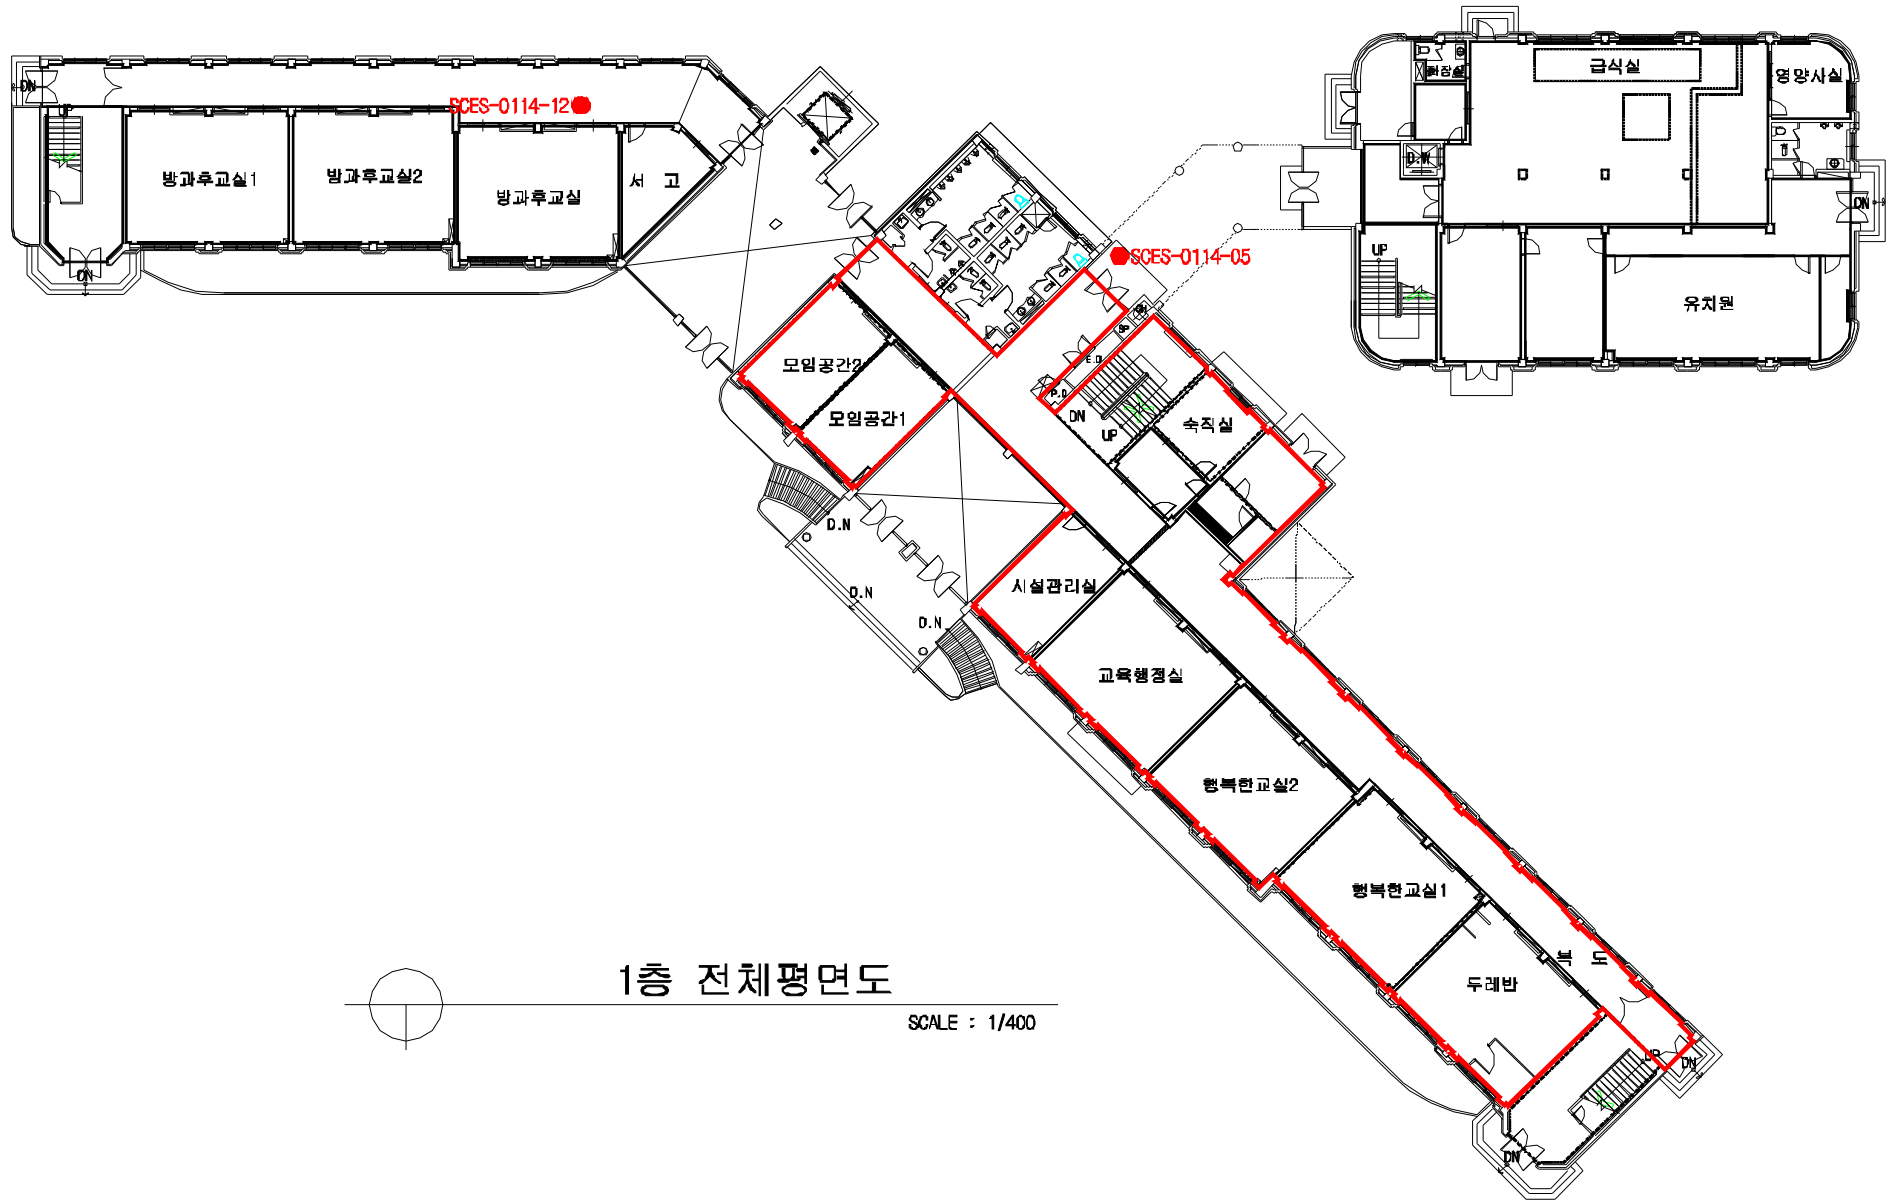 DN
SCES-0114-12
방과후교실1
방과후교실2
방과후교실
서 고
DN
SCES-0114-05
화장실
급식실
영양사실
D.W
DN
UP
유치원
모임공간2
모임공간1
SP
E.D
P.D
DN
UP
숙직실
D.N
D.N
D.N
시설관리실
교육행정실
행복한교실2
행복한교실1
두레반
복 도
UP
DN
DN
1층 전체평면도
SCALE : 1/400